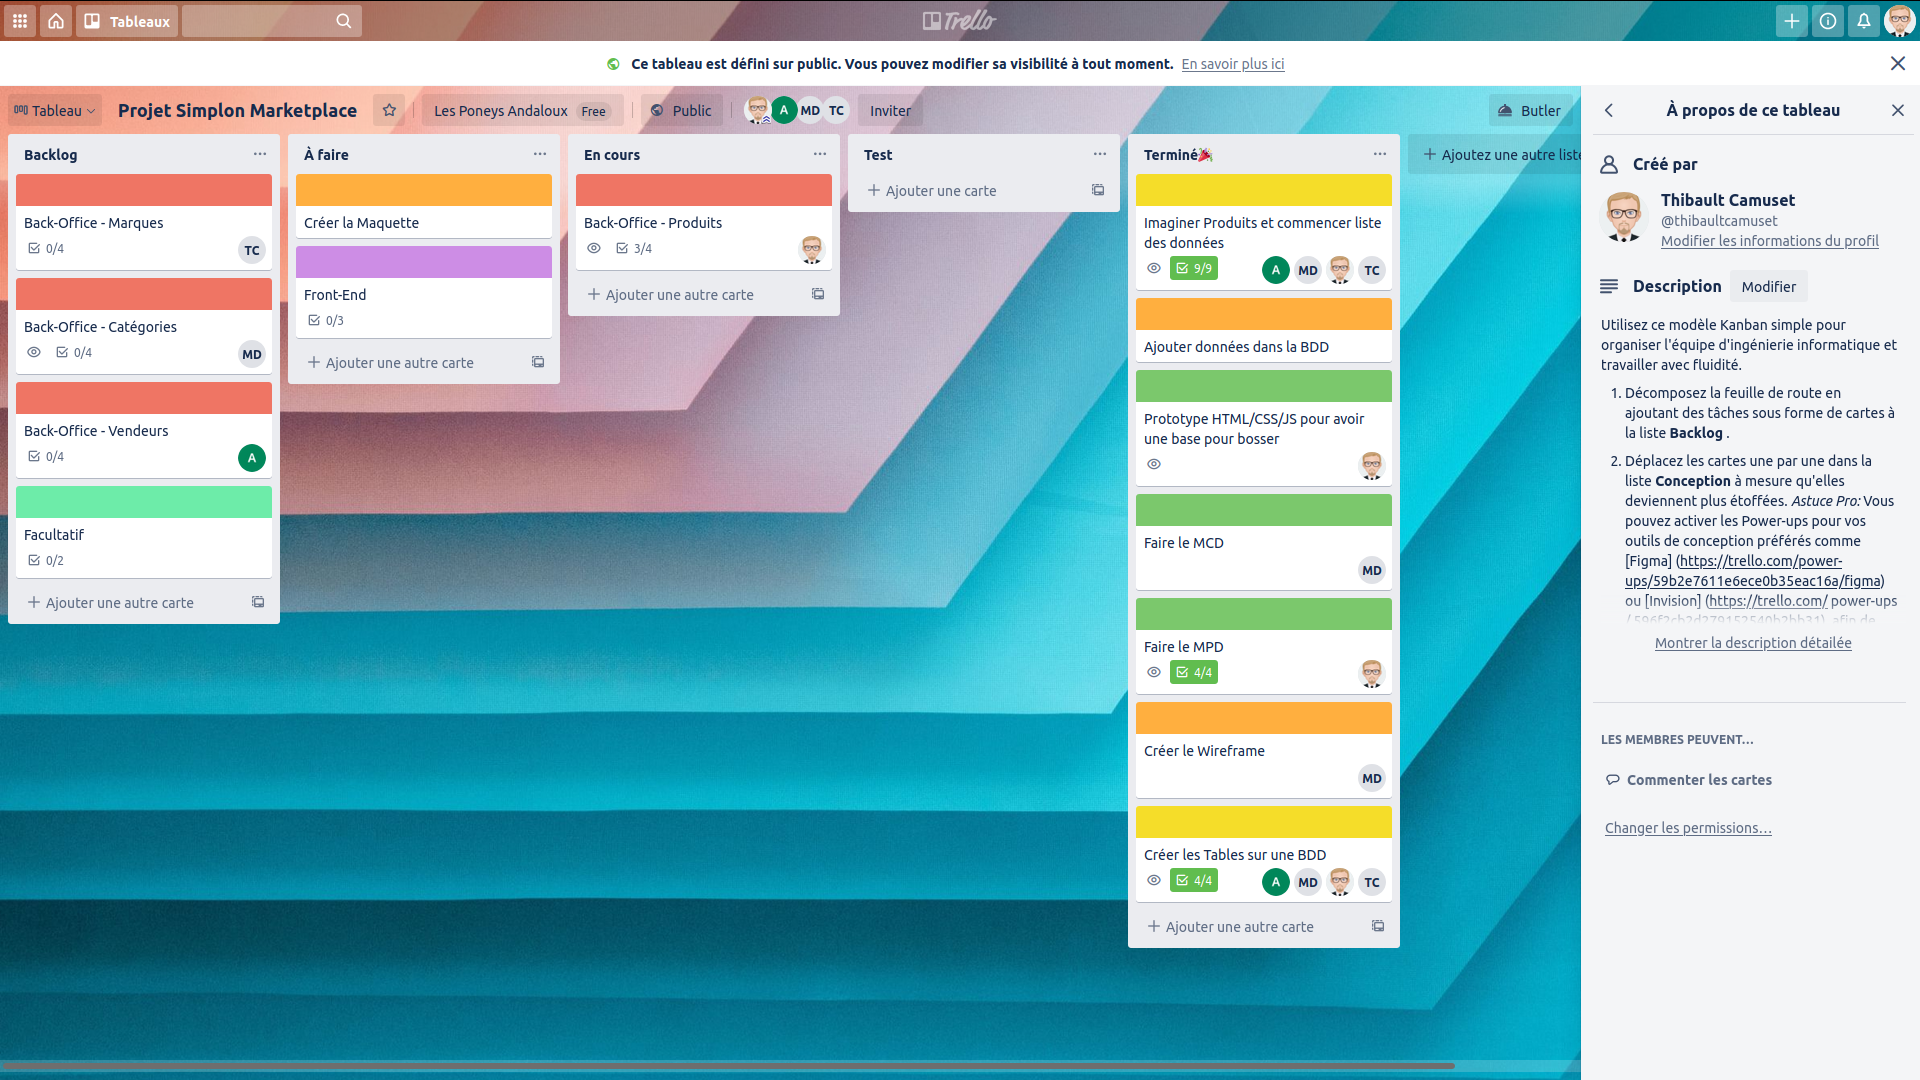 Tableaux
Trello
Ce tableau est défini sur public. Vous pouvez modifier sa visibilité à tout moment. En savoir plus ici
Tableau
Projet Simplon Marketplace
Les Poneys Andaloux Free
Public
A MD TC
Inviter
Butler
Backlog
Back-Office - Marques
0/4
TC
Back-Office - Catégories
0/4
MD
Back-Office - Vendeurs
0/4
A
Facultatif
0/2
Ajouter une autre carte
À faire
Créer la Maquette
Front-End
0/3
Ajouter une autre carte
En cours
Back-Office - Produits
3/4
Ajouter une autre carte
Test
Ajouter une carte
Terminé🎉
Imaginer Produits et commencer liste
des données
9/9
A MD TC
Ajouter données dans la BDD
Prototype HTML/CSS/JS pour avoir
une base pour bosser
Faire le MCD
MD
Faire le MPD
4/4
Créer le Wireframe
MD
Créer les Tables sur une BDD
4/4
A MD TC
Ajouter une autre carte
Ajoutez une autre liste
À propos de ce tableau
Créé par
Thibault Camuset
@thibaultcamuset
Modifier les informations du profil
Description Modifier
Utilisez ce modèle Kanban simple pour
organiser l'équipe d'ingénierie informatique et
travailler avec fluidité.
1. Décomposez la feuille de route en
ajoutant des tâches sous forme de cartes à
la liste Backlog .
2. Déplacez les cartes une par une dans la
liste Conception à mesure qu'elles
deviennent plus étoffées. Astuce Pro: Vous
pouvez activer les Power-ups pour vos
outils de conception préférés comme
[Figma] (https://trello.com/power-
ups/59b2e7611e6ece0b35eac16a/figma)
ou [Invision] (https://trello.com/ power-ups
Montrer la description détaillée
LES MEMBRES PEUVENT…
Commenter les cartes
Changer les permissions…